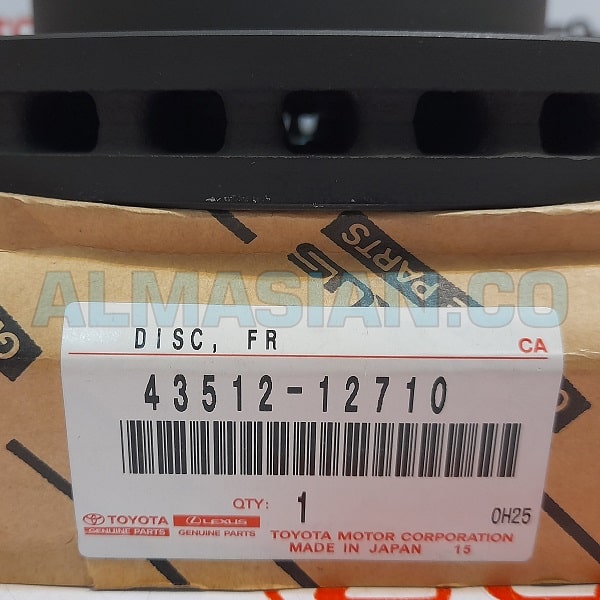 PARTS
ALMASIAN.CO
DISC, FR
CA
43512-12710
QTY: 1
0H25
TOYOTA LEXUS
GENUINE PARTS GENUINE PARTS
TOYOTA MOTOR CORPORATION
MADE IN JAPAN 15